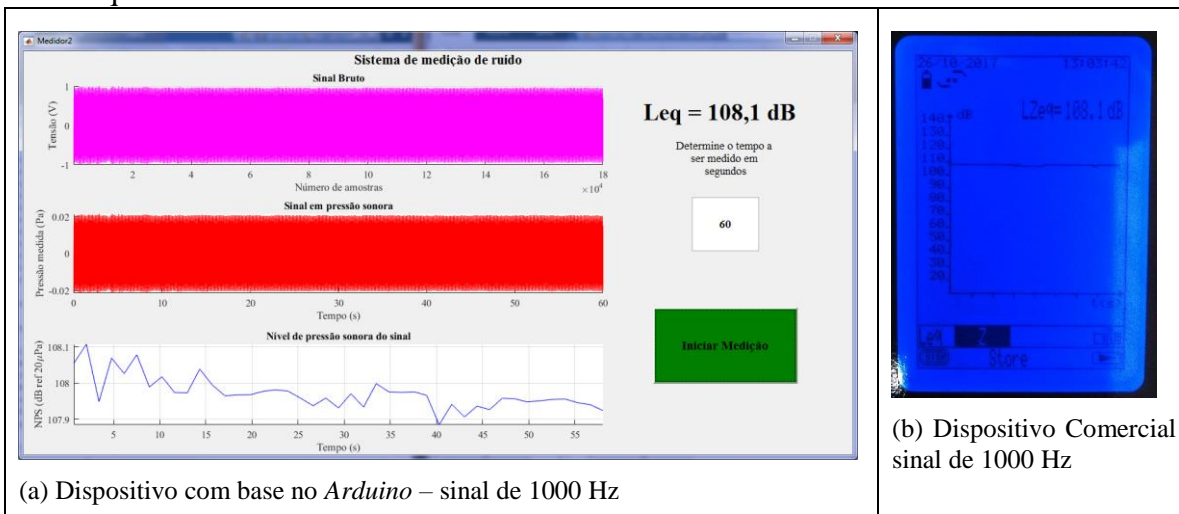 Medidor2
Sistema de medição de ruído
Sinal Bruto
Tensão (V)
1
0
-1
2 4 6 8 10 12 14 16 18
Número de amostras
×10⁴
Sinal em pressão sonora
Pressão medida (Pa)
0.02
0
-0.02
0 10 20 30 40 50 60
Tempo (s)
Nível de pressão sonora do sinal
NPS (dB ref 20µPa)
108.1
108
107.9
5 10 15 20 25 30 35 40 45 50 55
Tempo (s)
Leq = 108,1 dB
Determine o tempo a
ser medido em
segundos
60
Iniciar Medição
(a) Dispositivo com base no Arduino – sinal de 1000 Hz
26/10/2017 13:03:42
dB
LZeq=108.1dB
140
130
120
110
100
90
80
70
60
50
40
30
20
t(s)
Leq Z
Store
(b) Dispositivo Comercial
sinal de 1000 Hz